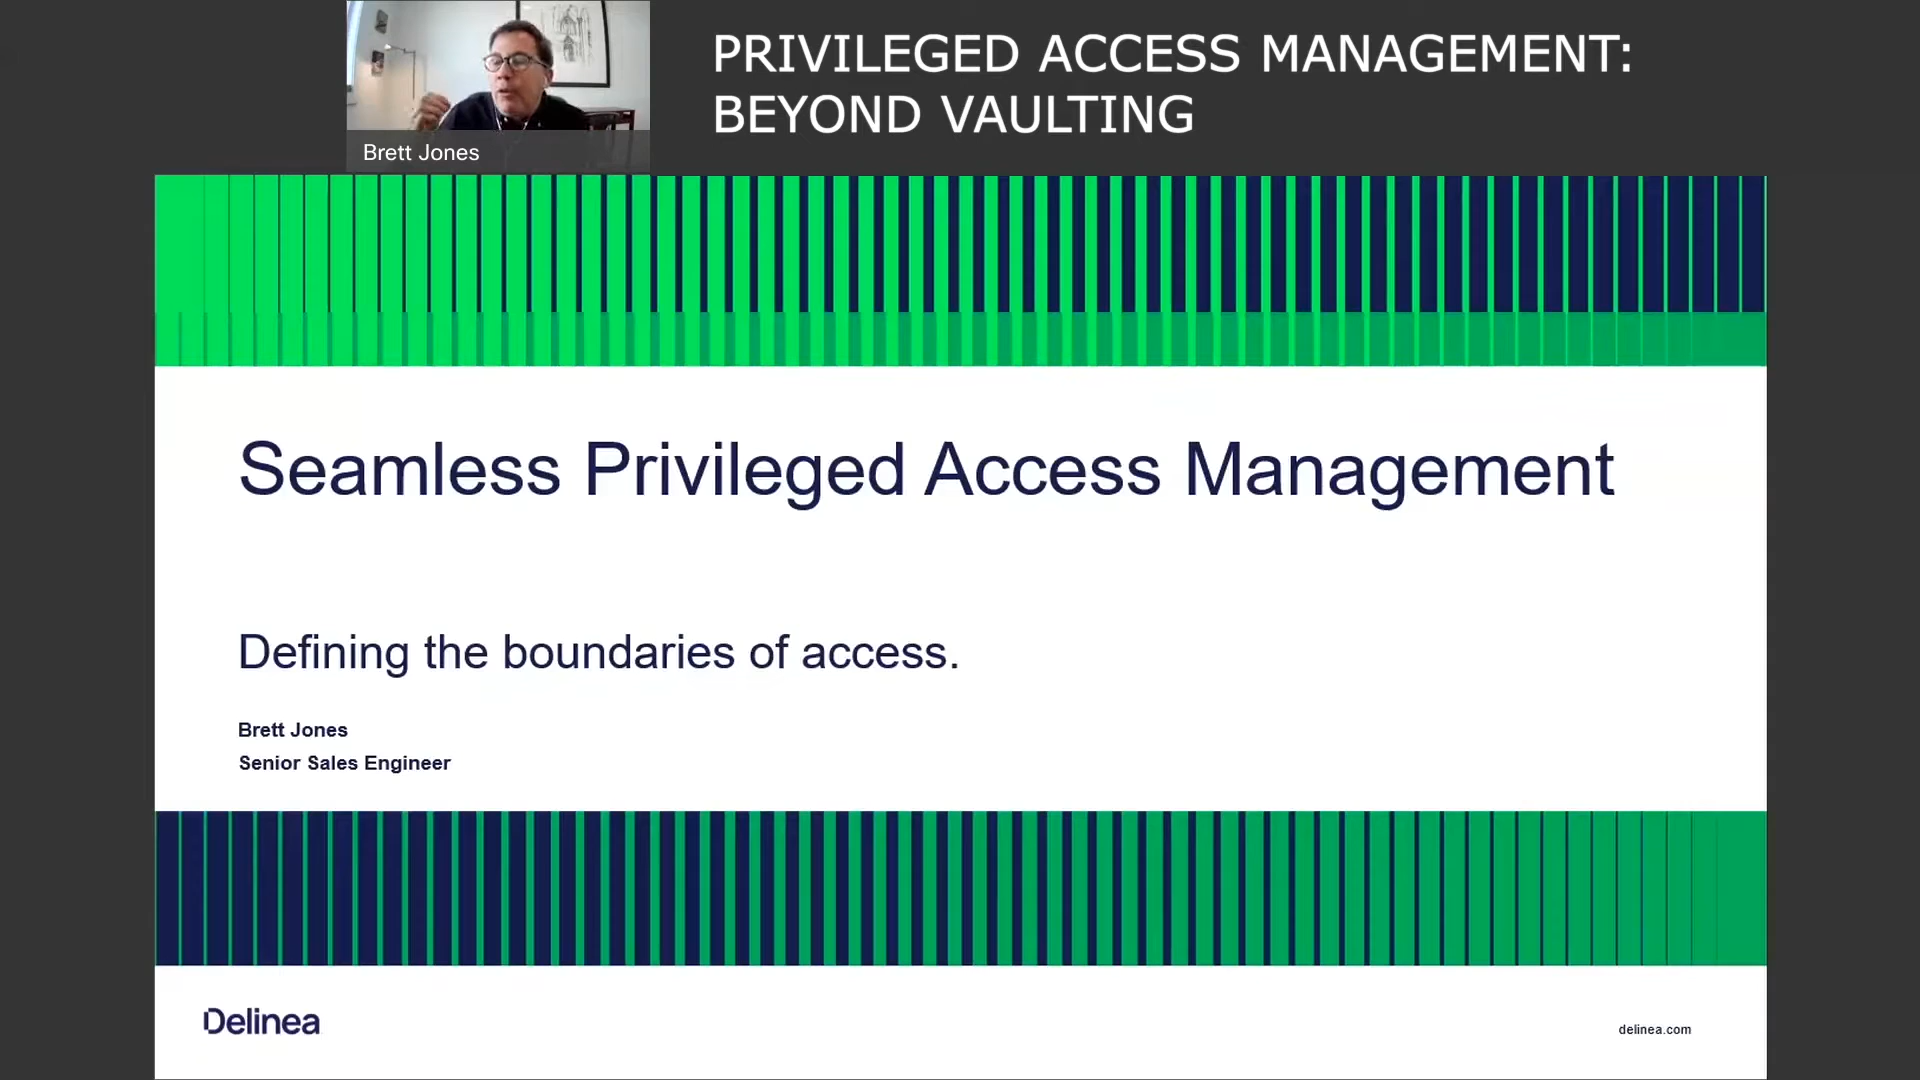 PRIVILEGED ACCESS MANAGEMENT:
BEYOND VAULTING
Brett Jones
Seamless Privileged Access Management
Defining the boundaries of access.
Brett Jones
Senior Sales Engineer
Delinea
delinea.com